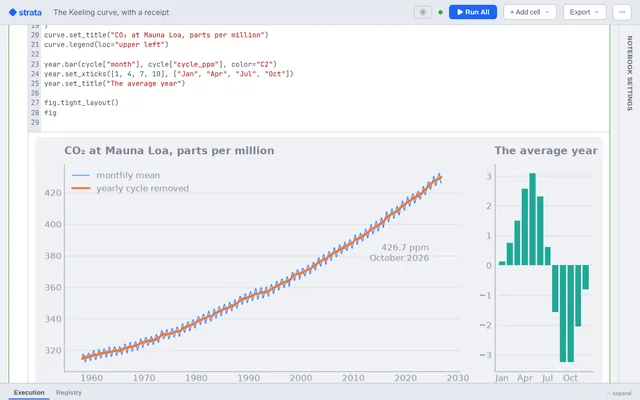 strata
The Keeling curve, with a receipt
Run All
+ Add cell
Export
NOTEBOOK SETTINGS
19 )
20 curve.set_title("CO₂ at Mauna Loa, parts per million")
21 curve.legend(loc="upper left")
22
23 year.bar(cycle["month"], cycle["cycle_ppm"], color="C2")
24 year.set_xticks([1, 4, 7, 10], ["Jan", "Apr", "Jul", "Oct"])
25 year.set_title("The average year")
26
27 fig.tight_layout()
28 fig
29
CO₂ at Mauna Loa, parts per million
monthly mean
yearly cycle removed
420
400
380
360
340
320
426.7 ppm
October 2026
1960 1970 1980 1990 2000 2010 2020 2030
The average year
3
2
1
0
−1
−2
−3
Jan Apr Jul Oct
Execution
Registry
expand